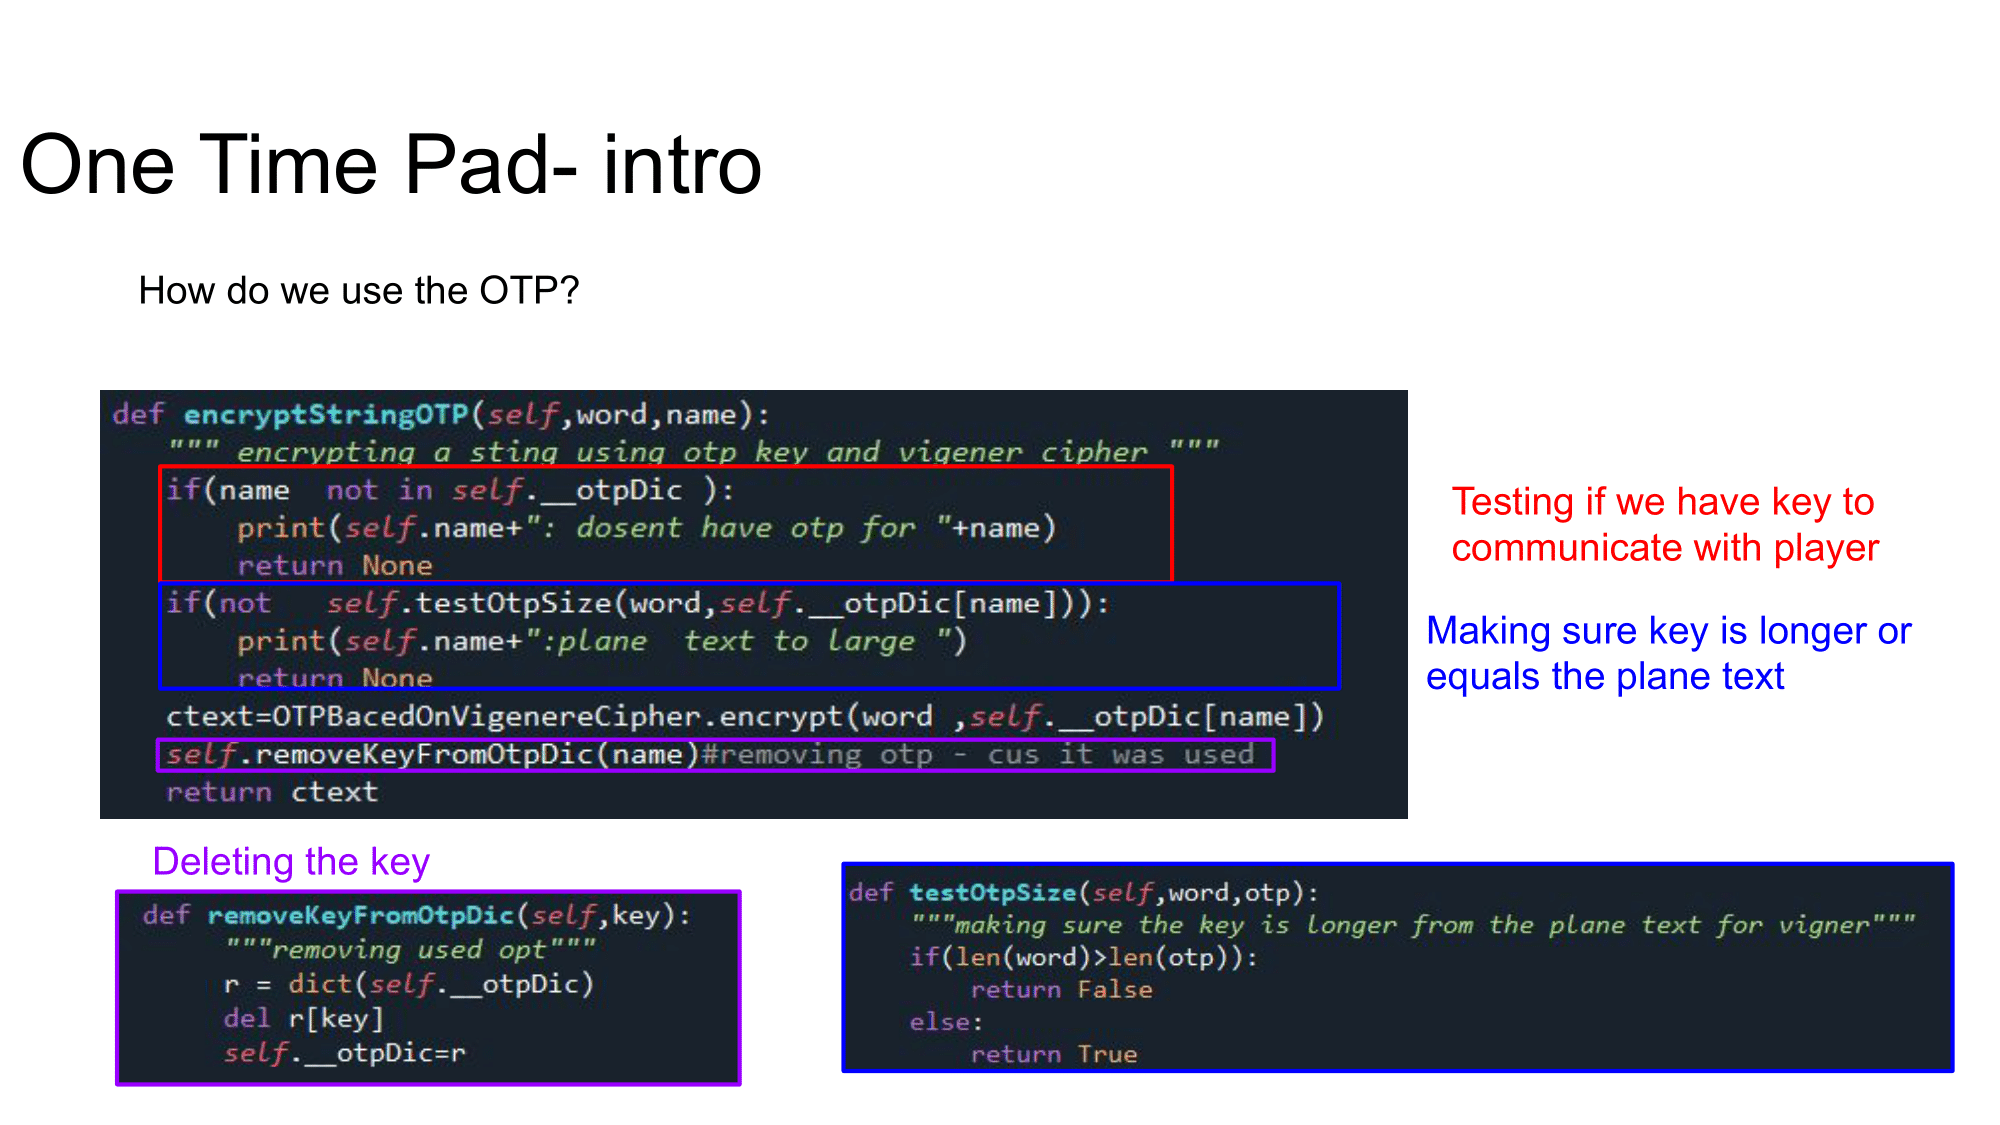 One Time Pad- intro
How do we use the OTP?
def encryptStringOTP(self,word,name):
""" encrypting a sting using otp key and vigener cipher """
if(name  not in self.__otpDic ):
print(self.name+": dosent have otp for "+name)
return None
if(not   self.testOtpSize(word,self.__otpDic[name])):
print(self.name+":plane  text to large ")
return None
ctext=OTPBacedOnVigenereCipher.encrypt(word ,self.__otpDic[name])
self.removeKeyFromOtpDic(name)#removing otp - cus it was used
return ctext
Testing if we have key to
communicate with player
Making sure key is longer or
equals the plane text
Deleting the key
def removeKeyFromOtpDic(self,key):
"""removing used opt"""
r = dict(self.__otpDic)
del r[key]
self.__otpDic=r
def testOtpSize(self,word,otp):
"""making sure the key is longer from the plane text for vigner"""
if(len(word)>len(otp)):
return False
else:
return True